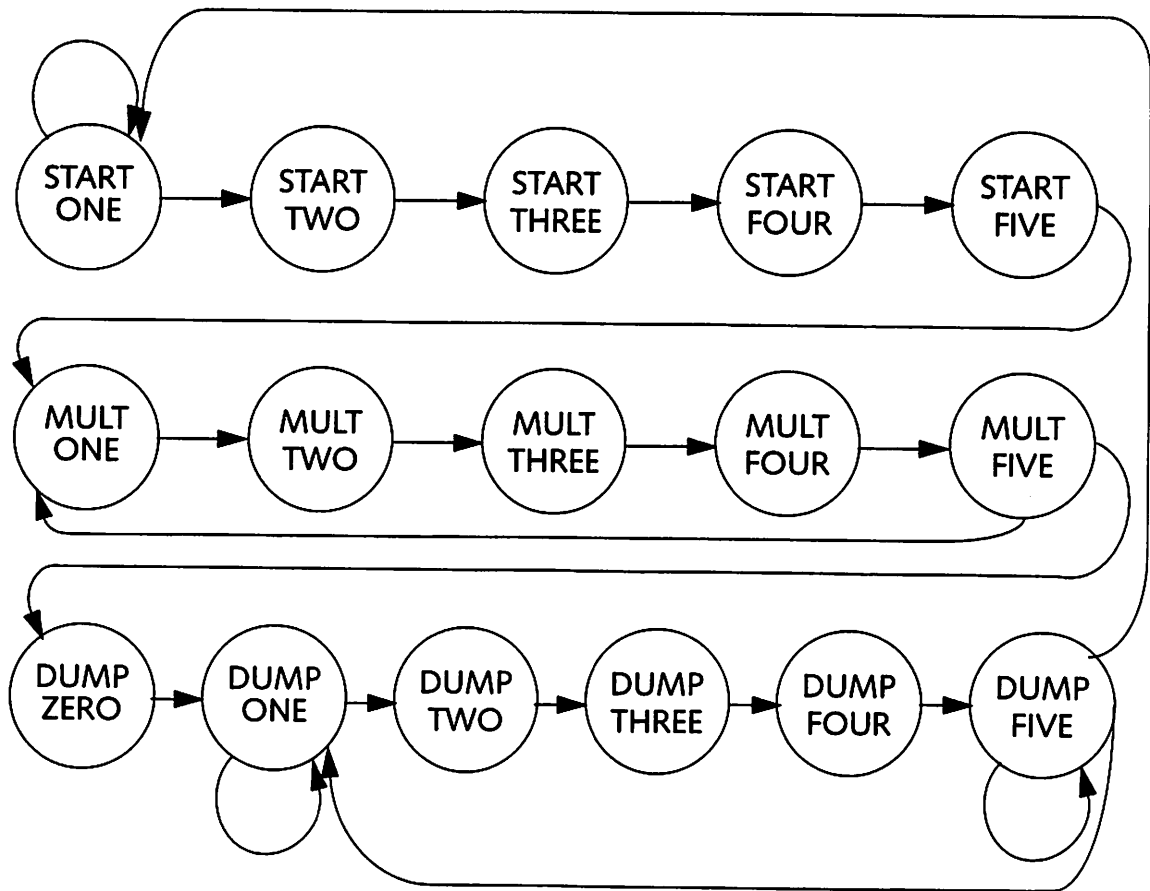 START
ONE
START
TWO
START
THREE
START
FOUR
START
FIVE
MULT
ONE
MULT
TWO
MULT
THREE
MULT
FOUR
MULT
FIVE
DUMP
ZERO
DUMP
ONE
DUMP
TWO
DUMP
THREE
DUMP
FOUR
DUMP
FIVE